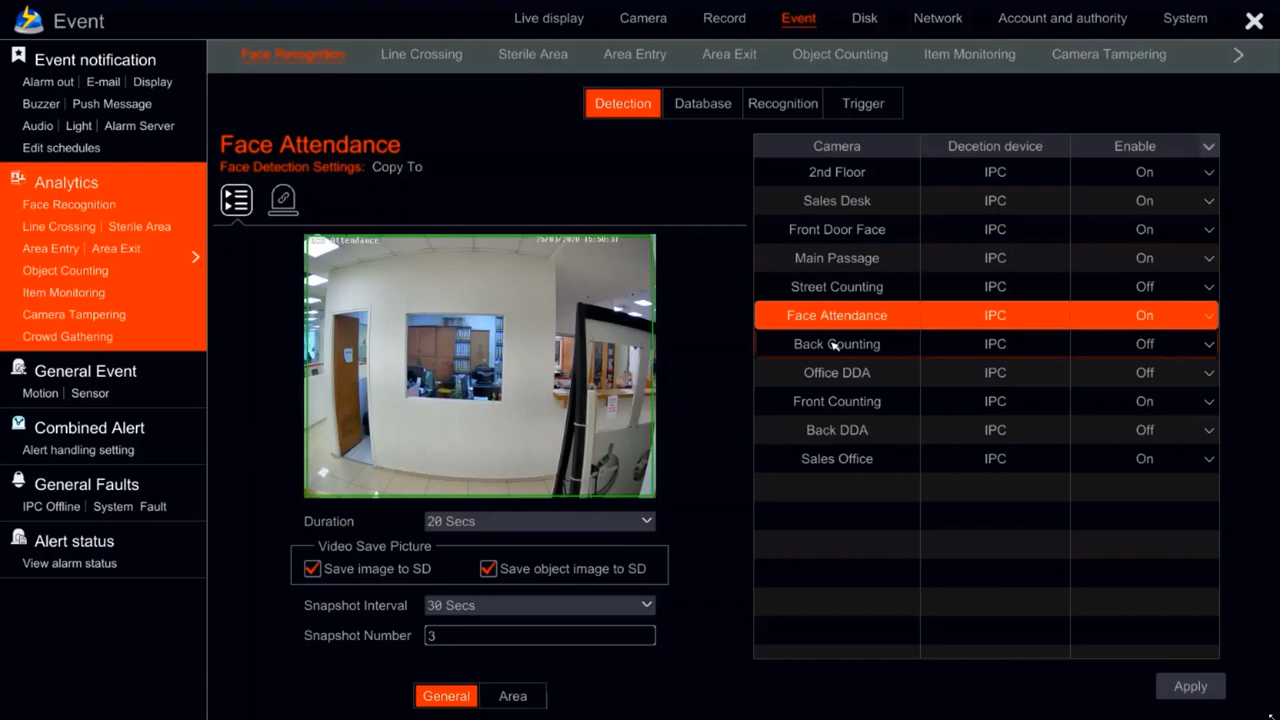 Event
Live display Camera Record Event Disk Network Account and authority System
Face Recognition Line Crossing Sterile Area Area Entry Area Exit Object Counting Item Monitoring Camera Tampering
Event notification
Alarm out | E-mail | Display
Buzzer | Push Message
Audio | Light | Alarm Server
Edit schedules
Analytics
Face Recognition
Line Crossing | Sterile Area
Area Entry | Area Exit
Object Counting
Item Monitoring
Camera Tampering
Crowd Gathering
General Event
Motion | Sensor
Combined Alert
Alert handling setting
General Faults
IPC Offline | System Fault
Alert status
View alarm status
Detection Database Recognition Trigger
Face Attendance
Face Detection Settings: Copy To
Attendance 25/03/2020 15:50:37
Duration 20 Secs
Video Save Picture
Save image to SD Save object image to SD
Snapshot Interval 30 Secs
Snapshot Number 3
General Area
Camera Decetion device Enable
2nd Floor IPC On
Sales Desk IPC On
Front Door Face IPC On
Main Passage IPC On
Street Counting IPC Off
Face Attendance IPC On
Back Counting IPC Off
Office DDA IPC Off
Front Counting IPC On
Back DDA IPC Off
Sales Office IPC On
Apply